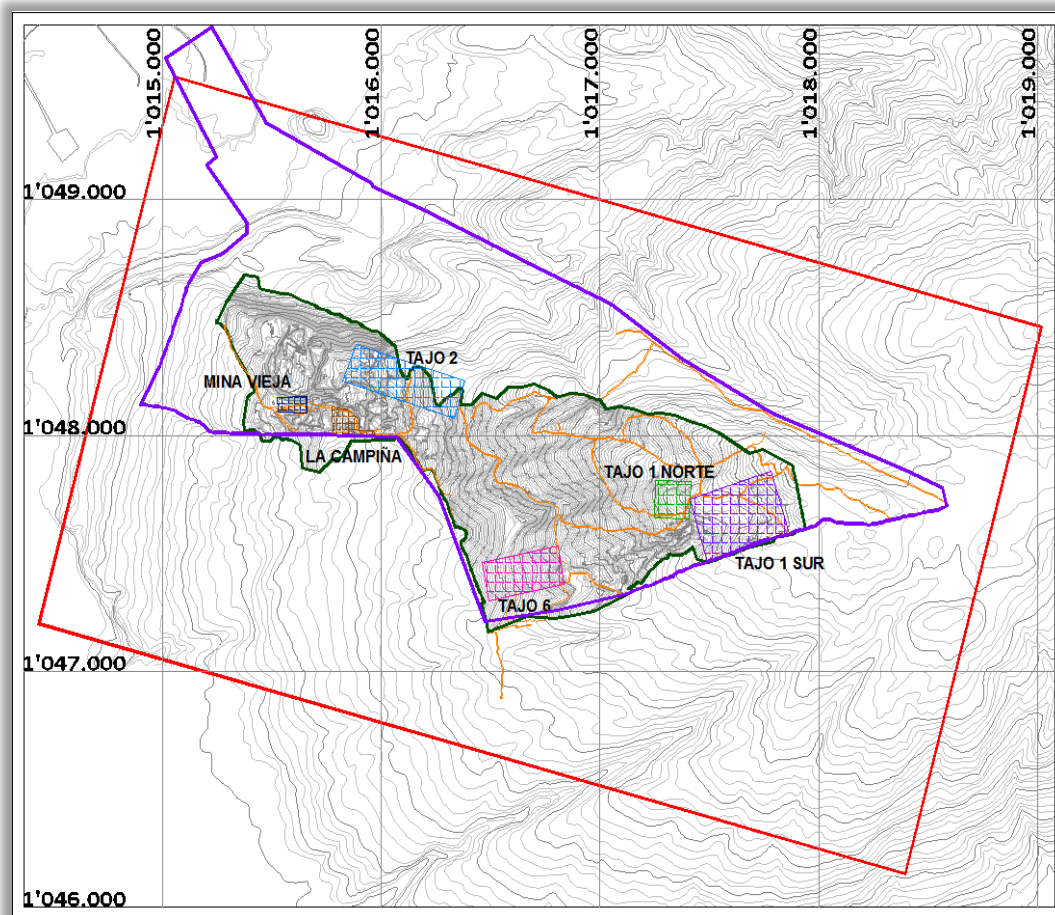 1'015.000
1'016.000
1'017.000
1'018.000
1'019.000
1'049.000
TAJO 2
MINA VIEJA
1'048.000
LA CAMPIÑA
TAJO 1 NORTE
TAJO 1 SUR
TAJO 6
1'047.000
1'046.000